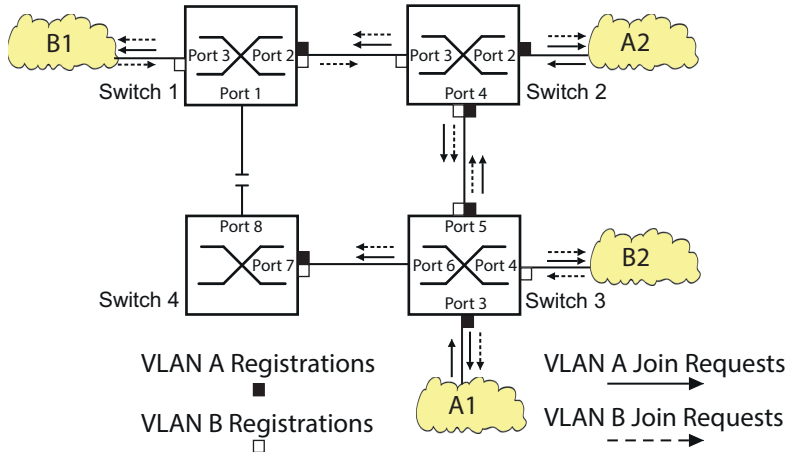 B1
Port 3 Port 2
Port 1
Switch 1
Port 3 Port 2
Port 4
Switch 2
A2
Port 8
Port 7
Switch 4
Port 5
Port 6 Port 4
Port 3
Switch 3
B2
A1
VLAN A Registrations
VLAN B Registrations
VLAN A Join Requests
VLAN B Join Requests